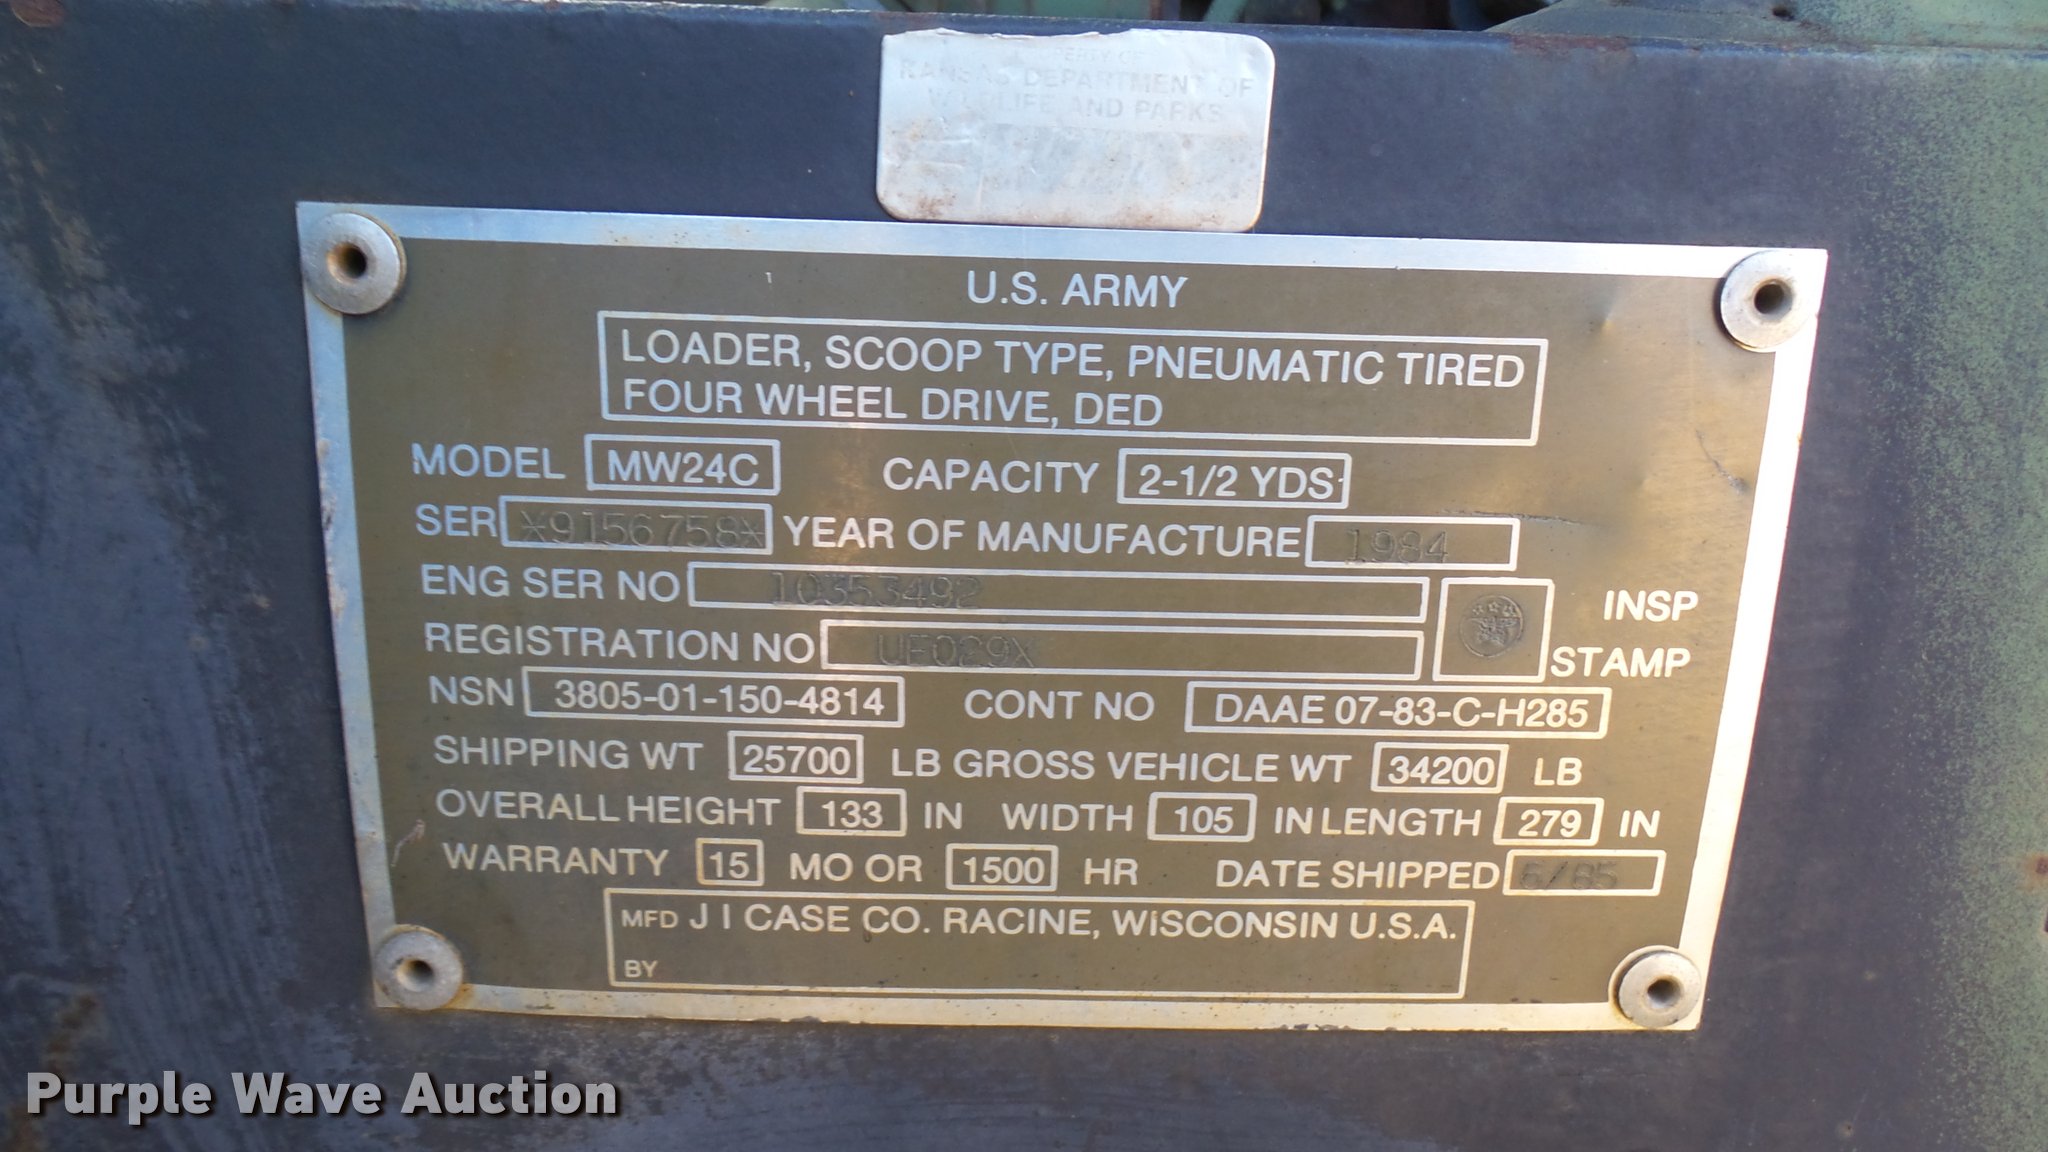 KANSAS DEPARTMENT OF
WILDLIFE AND PARKS
U.S. ARMY
LOADER, SCOOP TYPE, PNEUMATIC TIRED
FOUR WHEEL DRIVE, DED
MODEL MW24C CAPACITY 2-1/2 YDS
SER *9156758* YEAR OF MANUFACTURE 1984
ENG SER NO 10353492
INSP
REGISTRATION NO UE029X
STAMP
NSN 3805-01-150-4814 CONT NO DAAE 07-83-C-H285
SHIPPING WT 25700 LB GROSS VEHICLE WT 34200 LB
OVERALL HEIGHT 133 IN WIDTH 105 IN LENGTH 279 IN
WARRANTY 15 MO OR 1500 HR DATE SHIPPED 6/85
MFD J I CASE CO. RACINE, WISCONSIN U.S.A.
BY
Purple Wave Auction